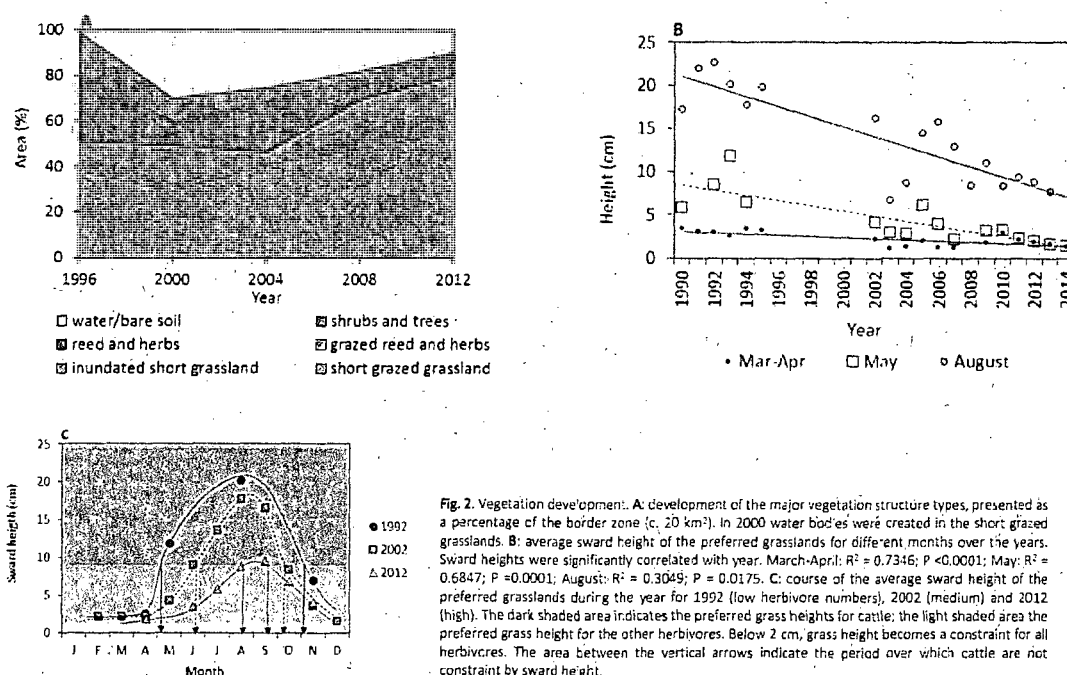 A
100
80
60
40
20
0
Area (%)
1996 2000 2004 2008 2012
Year
water/bare soil shrubs and trees
reed and herbs grazed reed and herbs
inundated short grassland short grazed grassland
B
25
20
15
10
5
0
Height (cm)
1990 1992 1994 1996 1998 2000 2002 2004 2006 2008 2010 2012 2014
Year
Mar-Apr May August
C
25
20
15
10
5
0
Sward heigth (cm)
J F M A M J J A S O N D
Month
1992
2002
2012
Fig. 2. Vegetation development. A: development of the major vegetation structure types, presented as
a percentage of the border zone (c. 20 km²). In 2000 water bodies were created in the short grazed
grasslands. B: average sward height of the preferred grasslands for different months over the years.
Sward heights were significantly correlated with year. March-April: R² = 0.7346; P <0.0001; May: R² =
0.6847; P =0.0001; August: R² = 0.3049; P = 0.0175. C: course of the average sward height of the
preferred grasslands during the year for 1992 (low herbivore numbers), 2002 (medium) and 2012
(high). The dark shaded area indicates the preferred grass heights for cattle; the light shaded area the
preferred grass height for the other herbivores. Below 2 cm, grass height becomes a constraint for all
herbivores. The area between the vertical arrows indicate the period over which cattle are not
constraint by sward height.